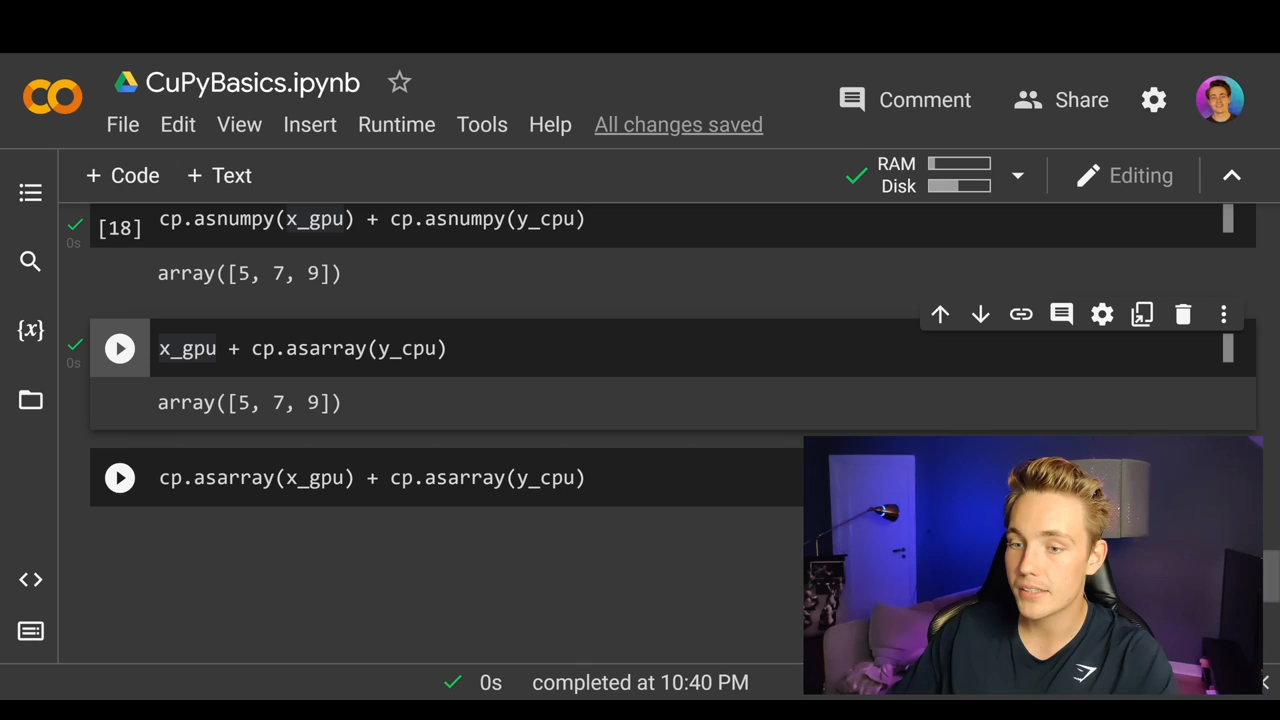 CuPyBasics.ipynb
Comment
Share
File Edit View Insert Runtime Tools Help All changes saved
+ Code + Text
RAM
Disk
Editing
[18]
0s
cp.asnumpy(x_gpu) + cp.asnumpy(y_cpu)
array([5, 7, 9])
0s
x_gpu + cp.asarray(y_cpu)
array([5, 7, 9])
cp.asarray(x_gpu) + cp.asarray(y_cpu)
{x}
0s completed at 10:40 PM